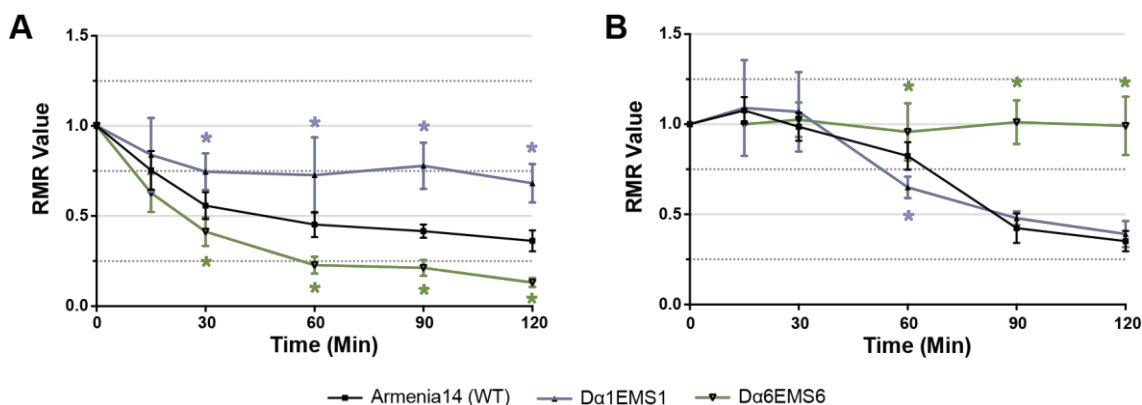 A
RMR Value
1.5
1.0
0.5
0.0
0 30 60 90 120
Time (Min)
B
RMR Value
1.5
1.0
0.5
0.0
0 30 60 90 120
Time (Min)
Armenia14 (WT) Dα1EMS1 Dα6EMS6